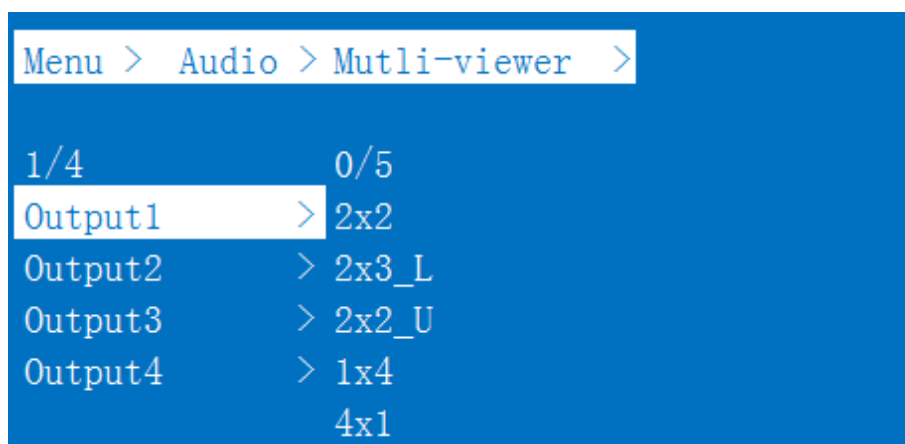 Menu > Audio > Mutli-viewer >
1/4 0/5
Output1 > 2x2
Output2 > 2x3_L
Output3 > 2x2_U
Output4 > 1x4
4x1